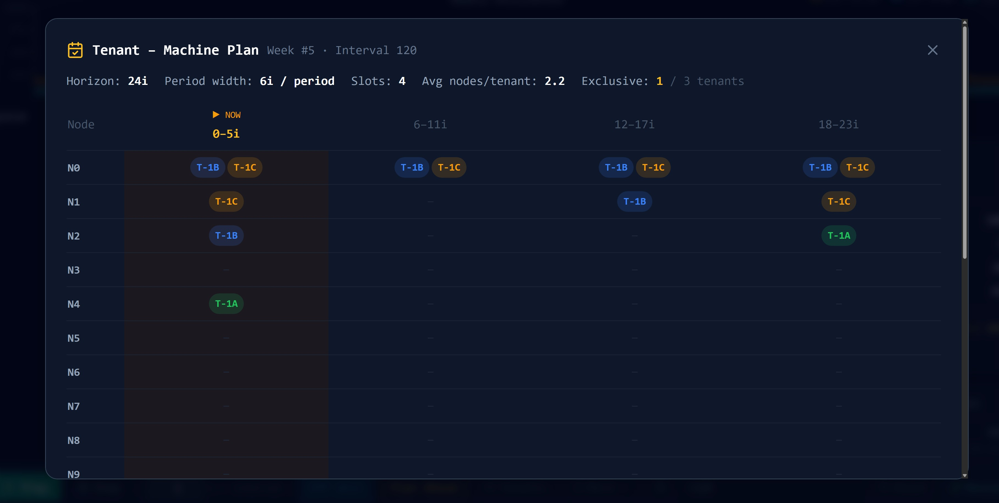 Tenant – Machine Plan Week #5 · Interval 120
Horizon: 24i Period width: 6i / period Slots: 4 Avg nodes/tenant: 2.2 Exclusive: 1 / 3 tenants
▶ NOW
Node 0–5i 6–11i 12–17i 18–23i
N0 T-1B T-1C T-1B T-1C T-1B T-1C T-1B T-1C
N1 T-1C – T-1B T-1C
N2 T-1B – – T-1A
N3 – – – –
N4 T-1A – – –
N5 – – – –
N6 – – – –
N7 – – – –
N8 – – – –
N9 – – – –